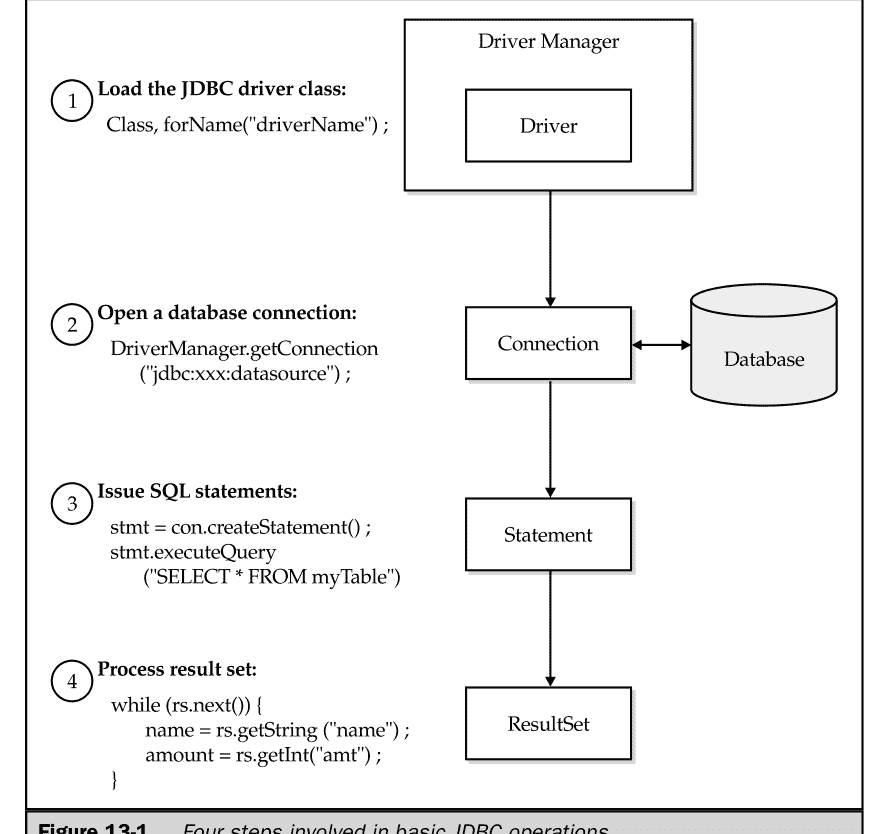 Driver Manager
Driver
1
Load the JDBC driver class:
Class, forName("driverName") ;
2
Open a database connection:
DriverManager.getConnection
("jdbc:xxx:datasource") ;
Connection
Database
3
Issue SQL statements:
stmt = con.createStatement() ;
stmt.executeQuery
("SELECT * FROM myTable")
Statement
4
Process result set:
while (rs.next()) {
name = rs.getString ("name") ;
amount = rs.getInt("amt") ;
}
ResultSet
Figure 13-1 Four steps involved in basic JDBC operations